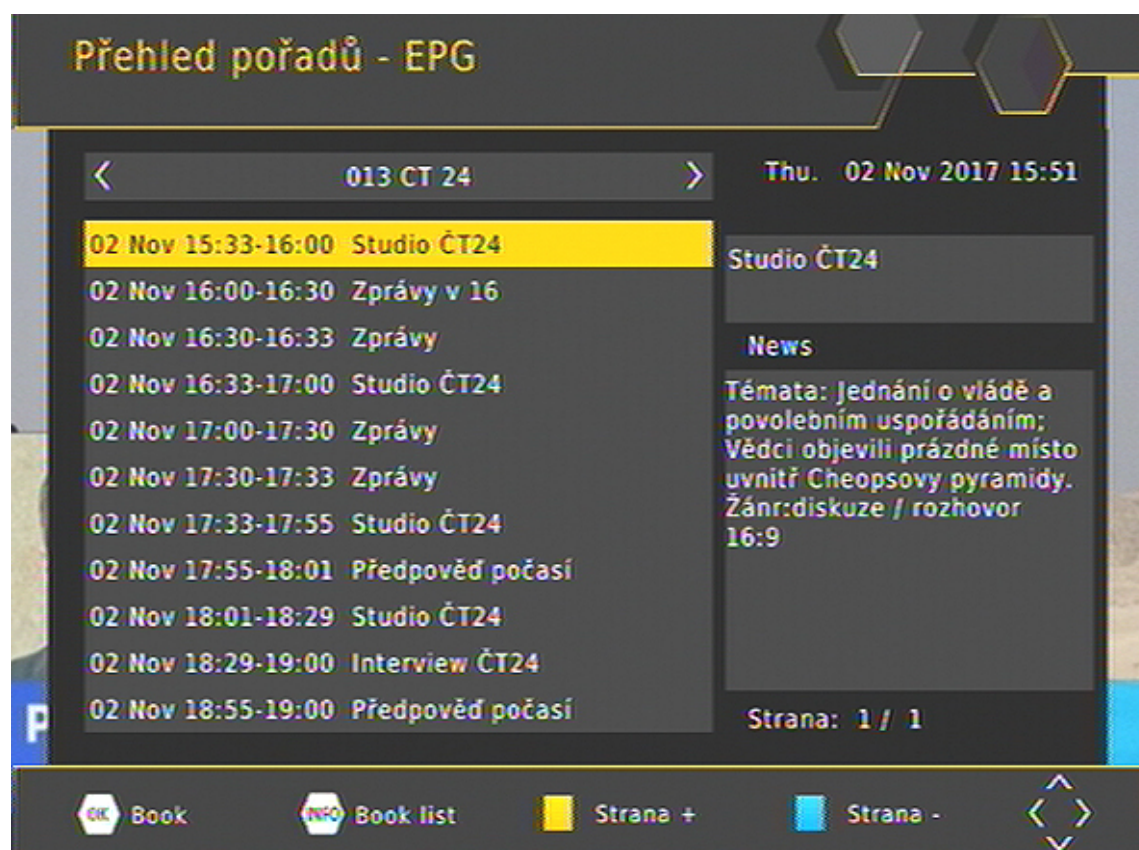 Přehled pořadů - EPG
013 CT 24
Thu. 02 Nov 2017 15:51
02 Nov 15:33-16:00 Studio ČT24
02 Nov 16:00-16:30 Zprávy v 16
02 Nov 16:30-16:33 Zprávy
02 Nov 16:33-17:00 Studio ČT24
02 Nov 17:00-17:30 Zprávy
02 Nov 17:30-17:33 Zprávy
02 Nov 17:33-17:55 Studio ČT24
02 Nov 17:55-18:01 Předpověď počasí
02 Nov 18:01-18:29 Studio ČT24
02 Nov 18:29-19:00 Interview ČT24
02 Nov 18:55-19:00 Předpověď počasí
Studio ČT24
News
Témata: Jednání o vládě a
povolebním uspořádáním;
Vědci objevili prázdné místo
uvnitř Cheopsovy pyramidy.
Žánr:diskuze / rozhovor
16:9
Strana: 1 / 1
P
OK Book
INFO Book list
Strana +
Strana -